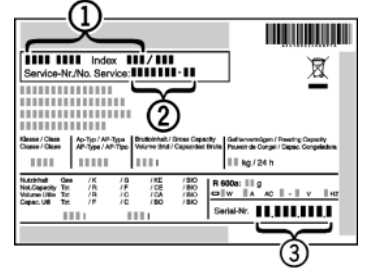 1
Index /
Service-Nr./No. Service: -
2
Klasse / Class
Classe / Clase
Ap-Typ / AP-Type
AP-Type / AP-Tipo
Bruttoinhalt / Gross Capacity
Volume Brut / Capacidad Bruta
Gefriervermögen / Freezing Capacity
Pouvoir de Congel / Capac. Congeladora
l
kg / 24 h
Nutzinhalt Ges / K / G / KE / BIO
Net.Capacity Tot / R / F / CE / BIO
Volume Utile Tot / R / C / CA / BIO
Capac. Util Tot / F / C / BO / BIO
l l
R 600a: g
W A AC - V HZ
Serial-Nr.
3